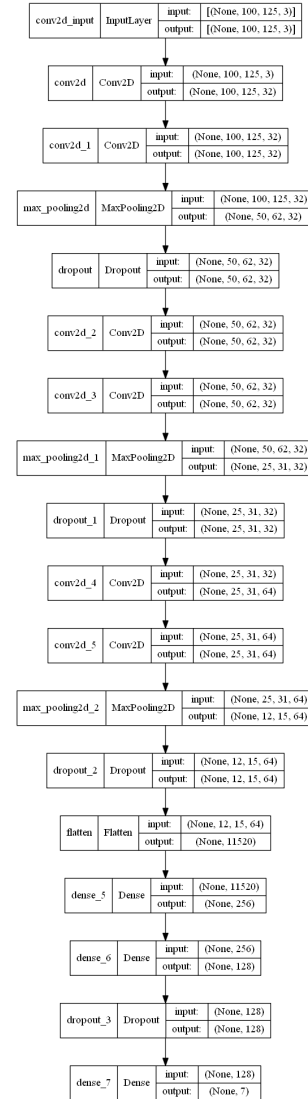 conv2d_input InputLayer input: [(None, 100, 125, 3)]
output: [(None, 100, 125, 3)]
conv2d Conv2D input: (None, 100, 125, 3)
output: (None, 100, 125, 32)
conv2d_1 Conv2D input: (None, 100, 125, 32)
output: (None, 100, 125, 32)
max_pooling2d MaxPooling2D input: (None, 100, 125, 32)
output: (None, 50, 62, 32)
dropout Dropout input: (None, 50, 62, 32)
output: (None, 50, 62, 32)
conv2d_2 Conv2D input: (None, 50, 62, 32)
output: (None, 50, 62, 32)
conv2d_3 Conv2D input: (None, 50, 62, 32)
output: (None, 50, 62, 32)
max_pooling2d_1 MaxPooling2D input: (None, 50, 62, 32)
output: (None, 25, 31, 32)
dropout_1 Dropout input: (None, 25, 31, 32)
output: (None, 25, 31, 32)
conv2d_4 Conv2D input: (None, 25, 31, 32)
output: (None, 25, 31, 64)
conv2d_5 Conv2D input: (None, 25, 31, 64)
output: (None, 25, 31, 64)
max_pooling2d_2 MaxPooling2D input: (None, 25, 31, 64)
output: (None, 12, 15, 64)
dropout_2 Dropout input: (None, 12, 15, 64)
output: (None, 12, 15, 64)
flatten Flatten input: (None, 12, 15, 64)
output: (None, 11520)
dense_5 Dense input: (None, 11520)
output: (None, 256)
dense_6 Dense input: (None, 256)
output: (None, 128)
dropout_3 Dropout input: (None, 128)
output: (None, 128)
dense_7 Dense input: (None, 128)
output: (None, 7)